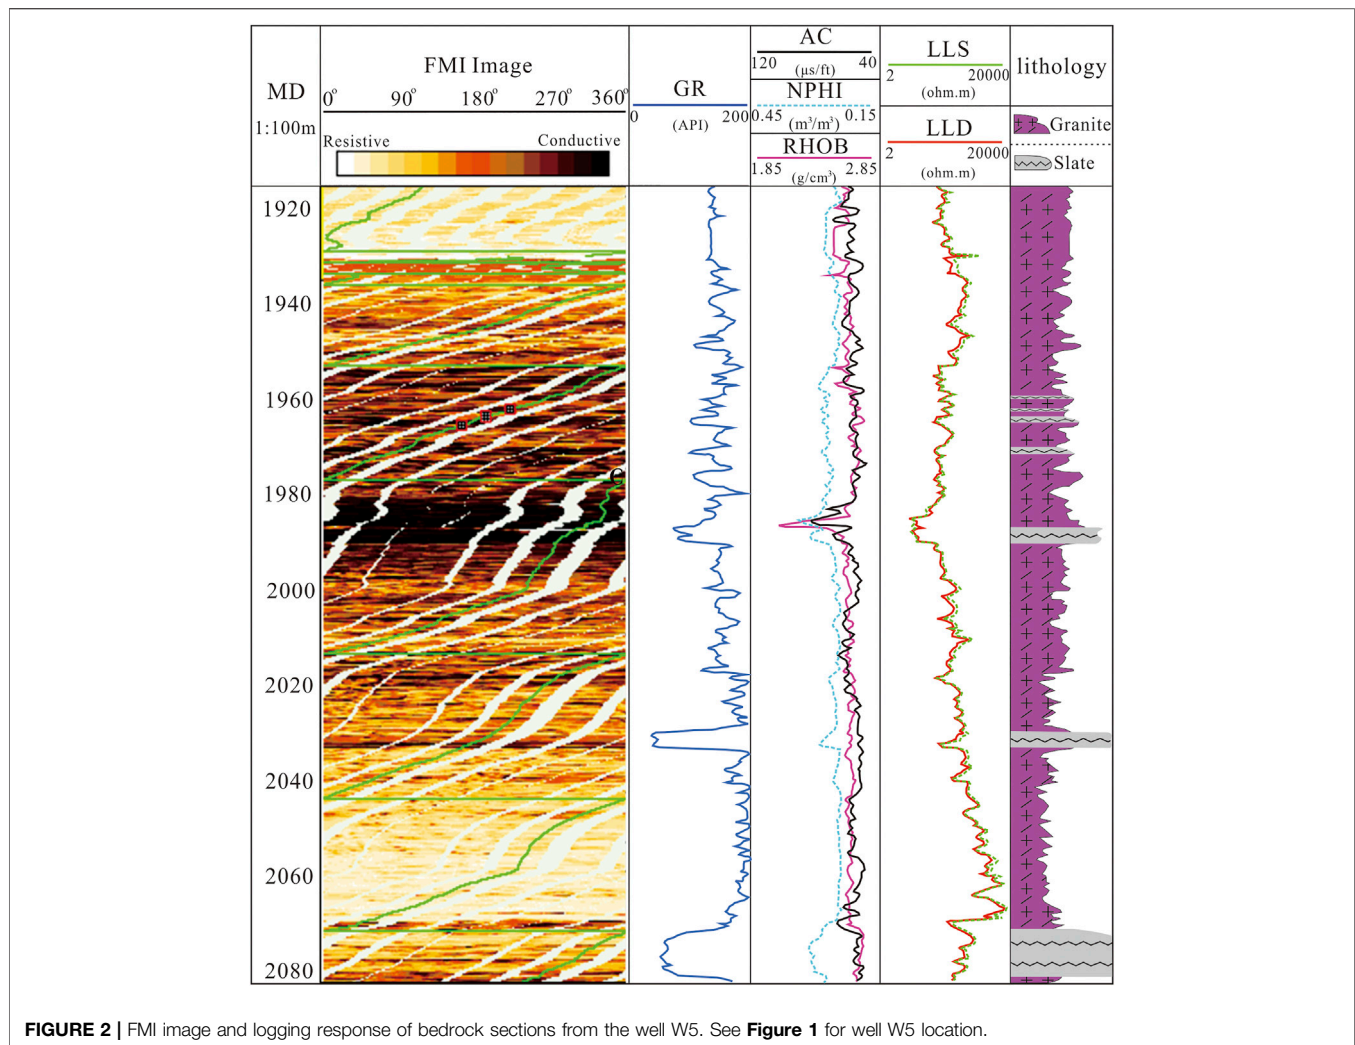 MD
1:100m
FMI Image
0° 90° 180° 270° 360°
Resistive Conductive
GR
0 200
(API)
AC
120 40
(μs/ft)
NPHI
0.45 0.15
(m³/m³)
RHOB
1.85 2.85
(g/cm³)
LLS
2 20000
(ohm.m)
LLD
2 20000
(ohm.m)
lithology
Granite
Slate
1920
1940
1960
1980
2000
2020
2040
2060
2080
FIGURE 2 | FMI image and logging response of bedrock sections from the well W5. See Figure 1 for well W5 location.